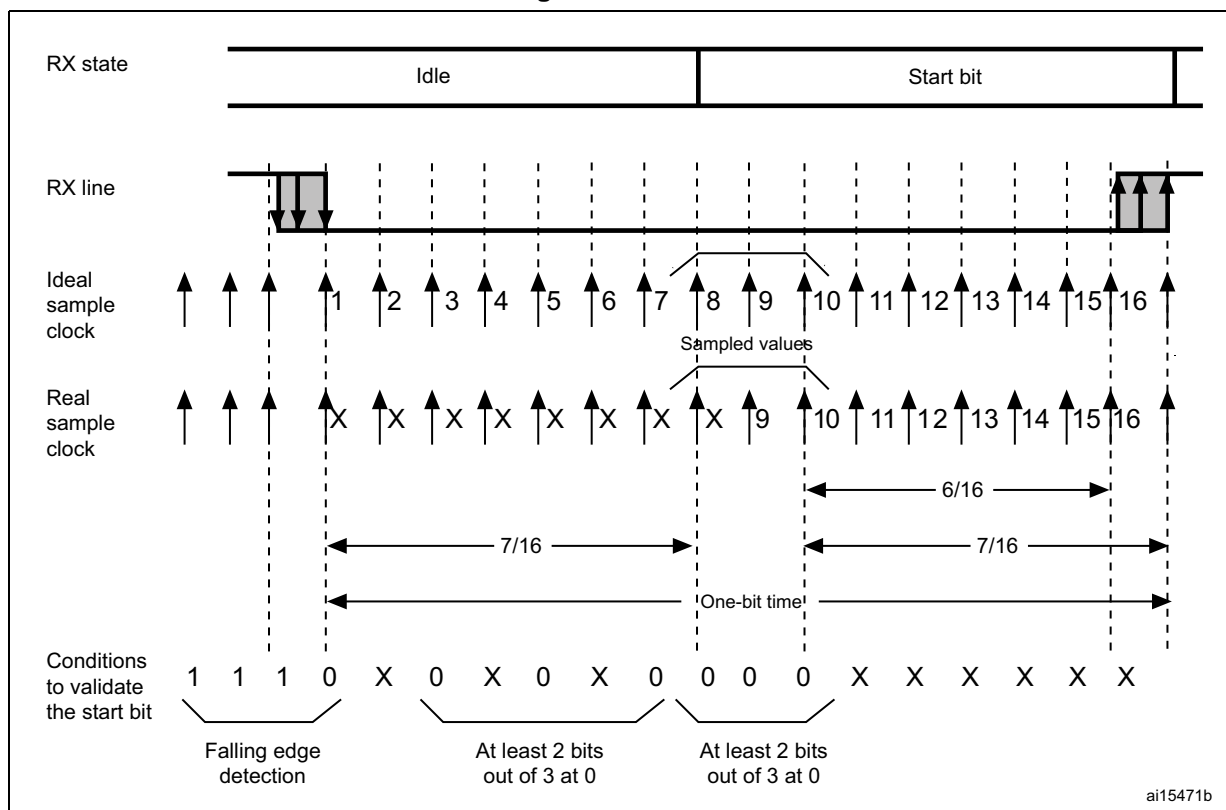 RX state
Idle
Start bit
RX line
Ideal
sample
clock
1 2 3 4 5 6 7 8 9 10 11 12 13 14 15 16
Sampled values
Real
sample
clock
X X X X X X X X 9 10 11 12 13 14 15 16
6/16
7/16
7/16
One-bit time
Conditions
to validate
the start bit
1 1 1 0 X 0 X 0 X 0 0 0 0 X X X X X X
Falling edge
detection
At least 2 bits
out of 3 at 0
At least 2 bits
out of 3 at 0
ai15471b